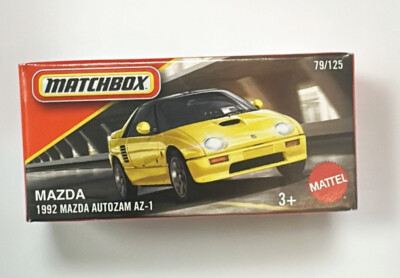 79/125
MATCHBOX
MAZDA
1992 MAZDA AUTOZAM AZ-1
3+
MATTEL